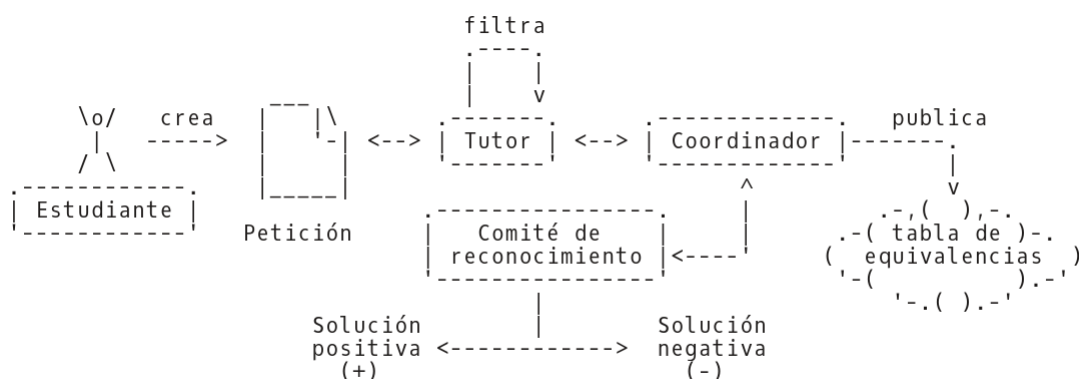 filtra
crea
publica
Tutor
Coordinador
Estudiante
Petición
Comité de
reconocimiento
tabla de
equivalencias
Solución
positiva
(+)
Solución
negativa
(-)